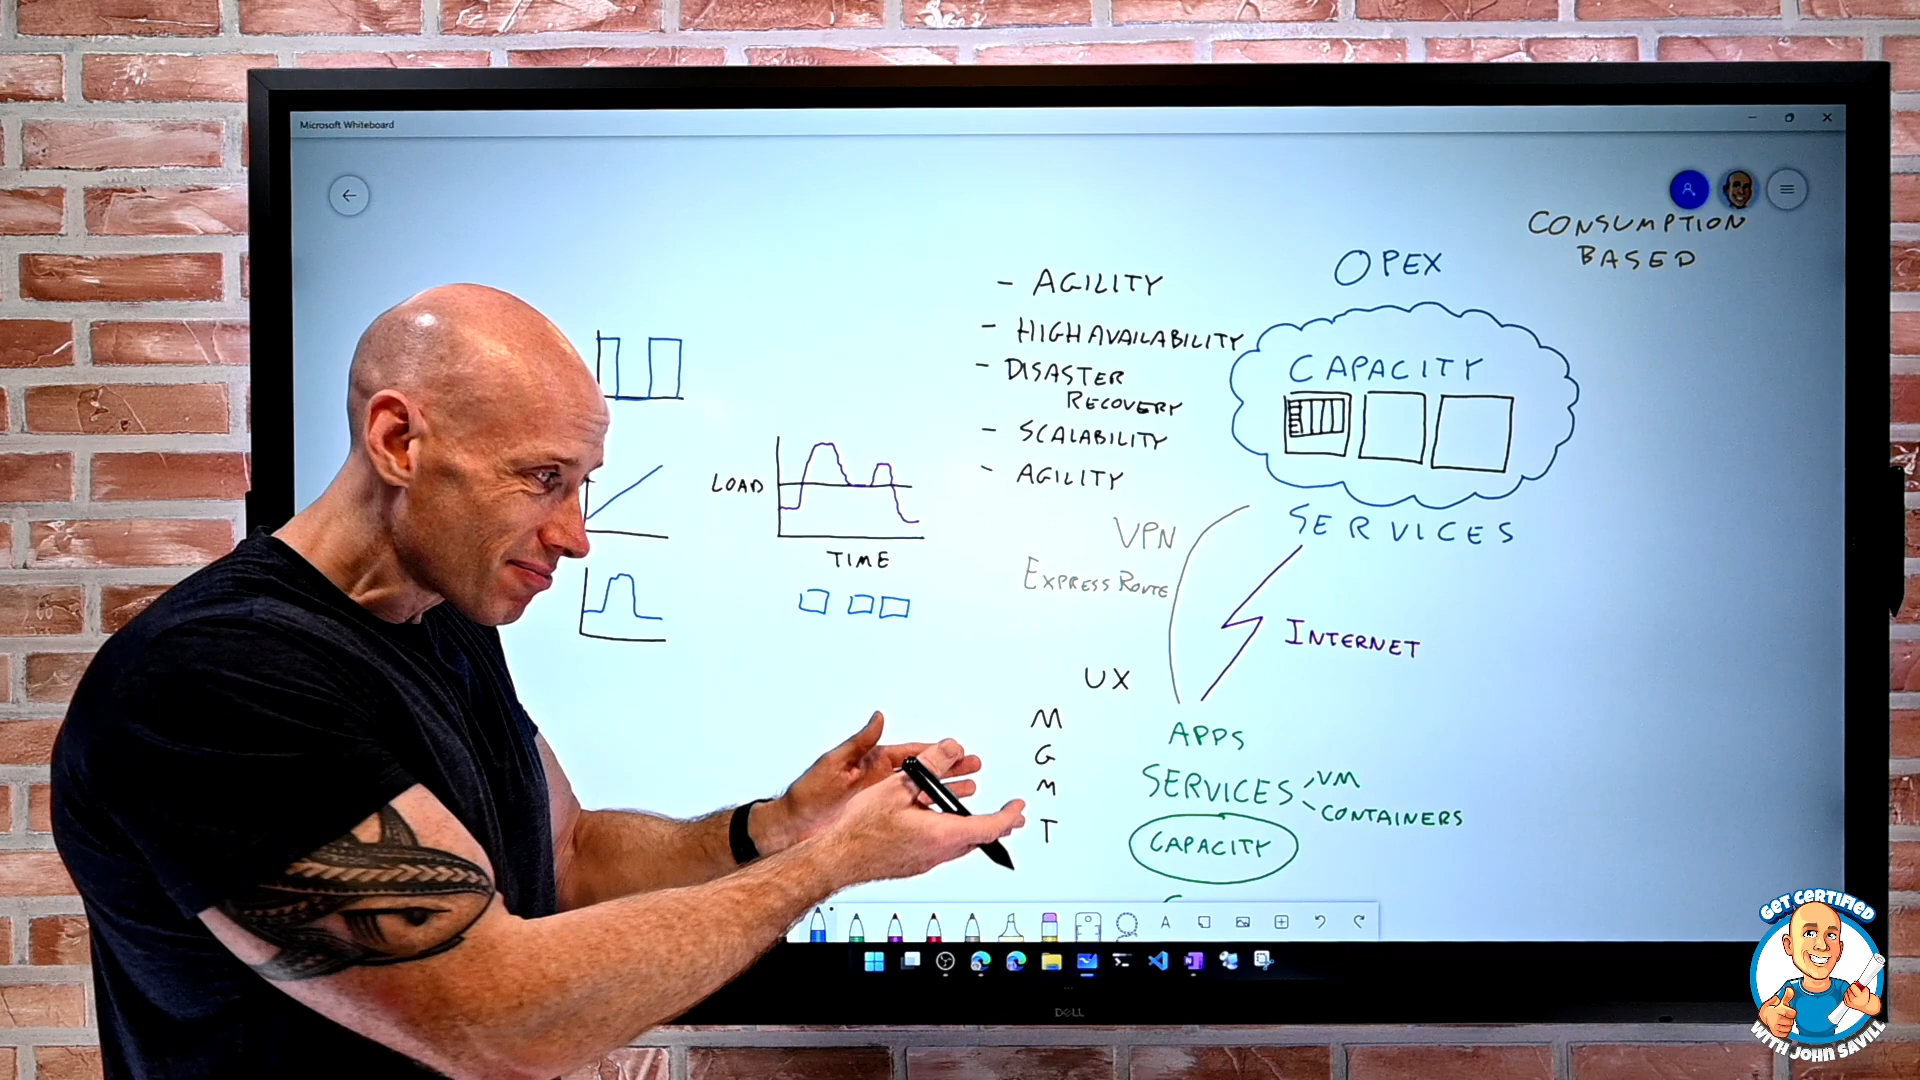 Microsoft Whiteboard
CONSUMPTION
BASED
OPEX
- AGILITY
- HIGH AVAILABILITY
- DISASTER
RECOVERY
- SCALABILITY
- AGILITY
CAPACITY
LOAD
TIME
SERVICES
VPN
EXPRESS ROUTE
INTERNET
UX
M
G
M
T
APPS
SERVICES
VM
CONTAINERS
CAPACITY
A
DELL
GET CERTIFIED
WITH JOHN SAVILL